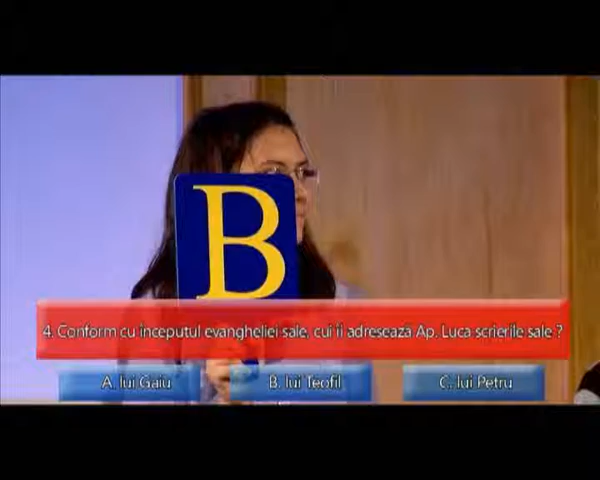 B
4. Conform cu începutul evangheliei sale, cui îi adresează Ap. Luca scrierile sale ?
A. lui Gaiu
B. lui Teofil
C. lui Petru